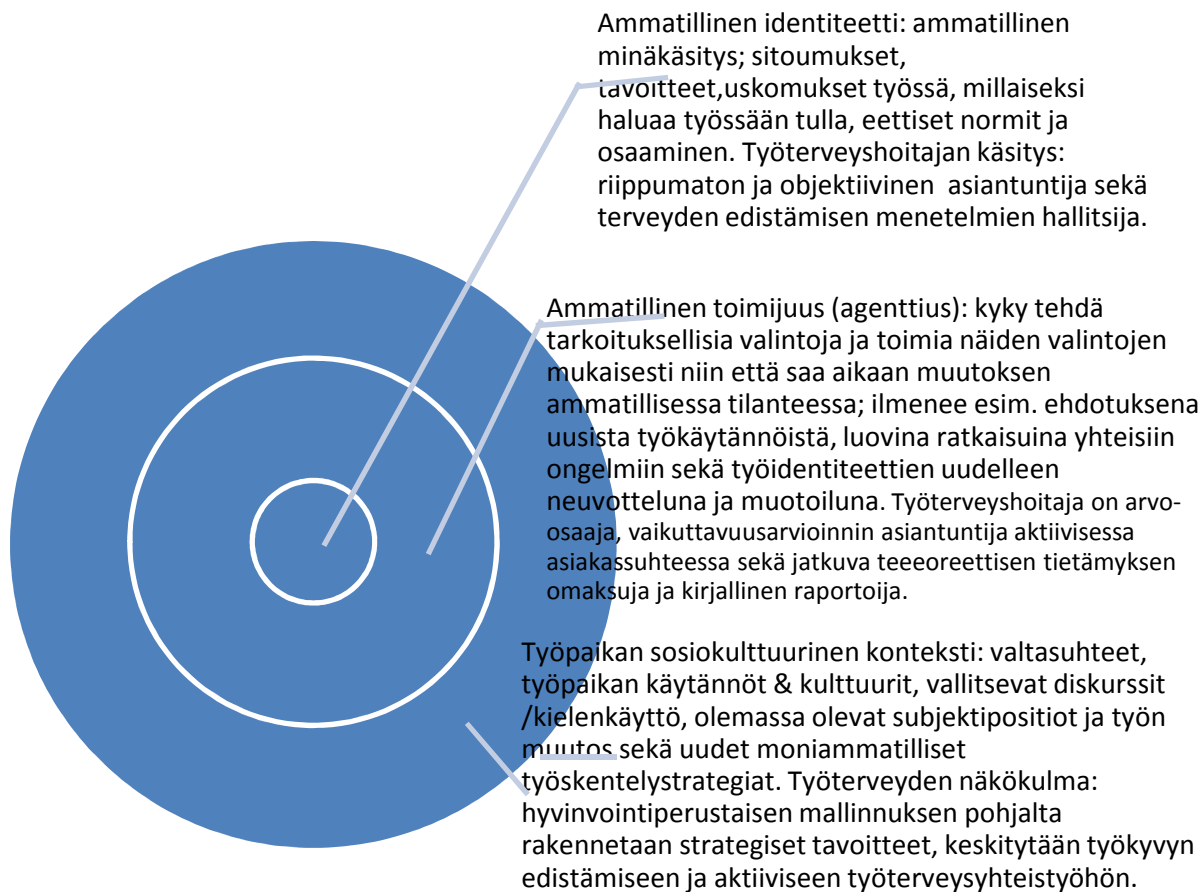 Ammatillinen identiteetti: ammatillinen
minäkäsitys; sitoumukset,
tavoitteet,uskomukset työssä, millaiseksi
haluaa työssään tulla, eettiset normit ja
osaaminen. Työterveyshoitajan käsitys:
riippumaton ja objektiivinen asiantuntija sekä
terveyden edistämisen menetelmien hallitsija.
Ammatillinen toimijuus (agenttius): kyky tehdä
tarkoituksellisia valintoja ja toimia näiden valintojen
mukaisesti niin että saa aikaan muutoksen
ammatillisessa tilanteessa; ilmenee esim. ehdotuksena
uusista työkäytännöistä, luovina ratkaisuina yhteisiin
ongelmiin sekä työidentiteettien uudelleen
neuvotteluna ja muotoiluna. Työterveyshoitaja on arvo-
osaaja, vaikuttavuusarvioinnin asiantuntija aktiivisessa
asiakassuhteessa sekä jatkuva teeeoreettisen tietämyksen
omaksuja ja kirjallinen raportoija.
Työpaikan sosiokulttuurinen konteksti: valtasuhteet,
työpaikan käytännöt & kulttuurit, vallitsevat diskurssit
/kielenkäyttö, olemassa olevat subjektipositiot ja työn
muutos sekä uudet moniammatilliset
työskentelystrategiat. Työterveyden näkökulma:
hyvinvointiperustaisen mallinnuksen pohjalta
rakennetaan strategiset tavoitteet, keskitytään työkyvyn
edistämiseen ja aktiiviseen työterveysyhteistyöhön.